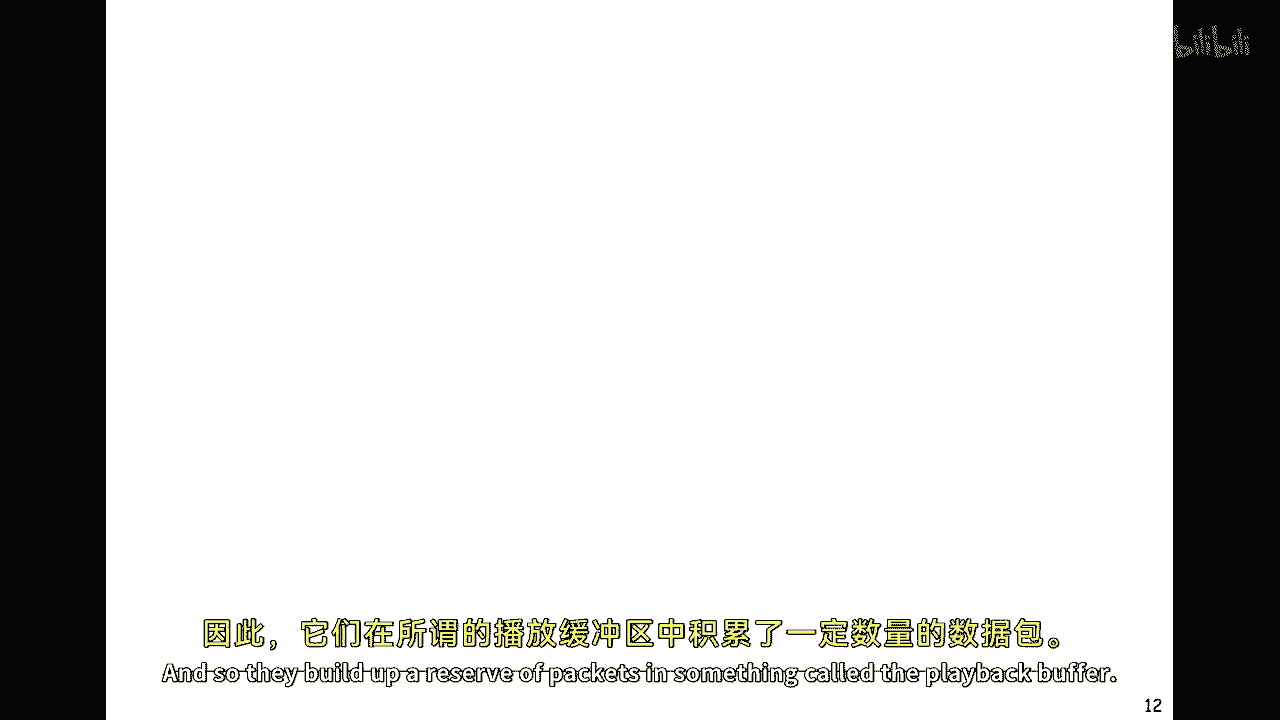 bilibili
因此，它们在所谓的播放缓冲区中积累了一定数量的数据包。
And so they build up a reserve of packets in something called the playback buffer.
12